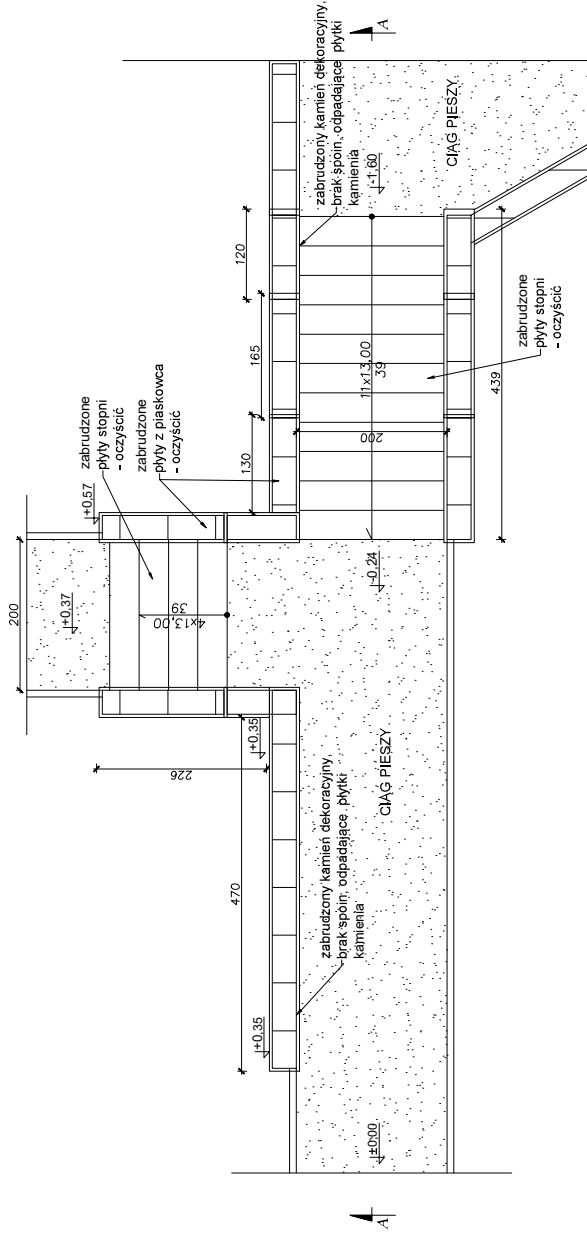 A
±0.00
+0,35
470
zabrudzony kamień dekoracyjny,
brak spoin, odpadające płytki
kamienia
CIĄG PIESZY
226
+0,35
200
+0,37
4x13,00
39
+0,57
zabrudzone
płyty stopni
- oczyścić
zabrudzone
płyty z piaskowca
- oczyścić
130
165
120
-0,24
200
11x13,00
39
-1,60
zabrudzony kamień dekoracyjny,
brak spoin, odpadające płytki
kamienia
439
zabrudzone
płyty stopni
- oczyścić
CIĄG PIESZY
A